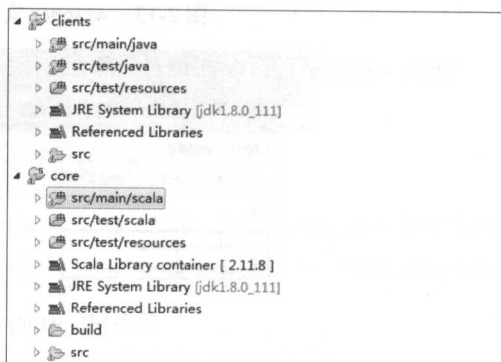 clients
src/main/java
src/test/java
src/test/resources
JRE System Library [jdk1.8.0_111]
Referenced Libraries
src
core
src/main/scala
src/test/scala
src/test/resources
Scala Library container [ 2.11.8 ]
JRE System Library [jdk1.8.0_111]
Referenced Libraries
build
src